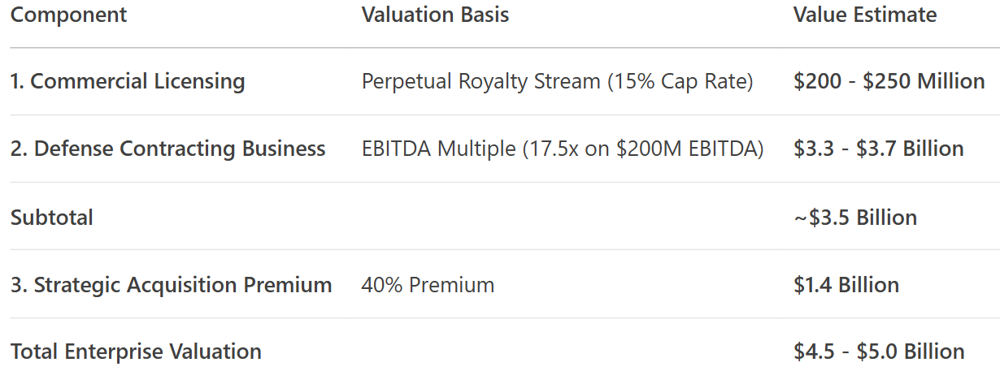 Component Valuation Basis Value Estimate
1. Commercial Licensing Perpetual Royalty Stream (15% Cap Rate) $200 - $250 Million
2. Defense Contracting Business EBITDA Multiple (17.5x on $200M EBITDA) $3.3 - $3.7 Billion
Subtotal ~$3.5 Billion
3. Strategic Acquisition Premium 40% Premium $1.4 Billion
Total Enterprise Valuation $4.5 - $5.0 Billion